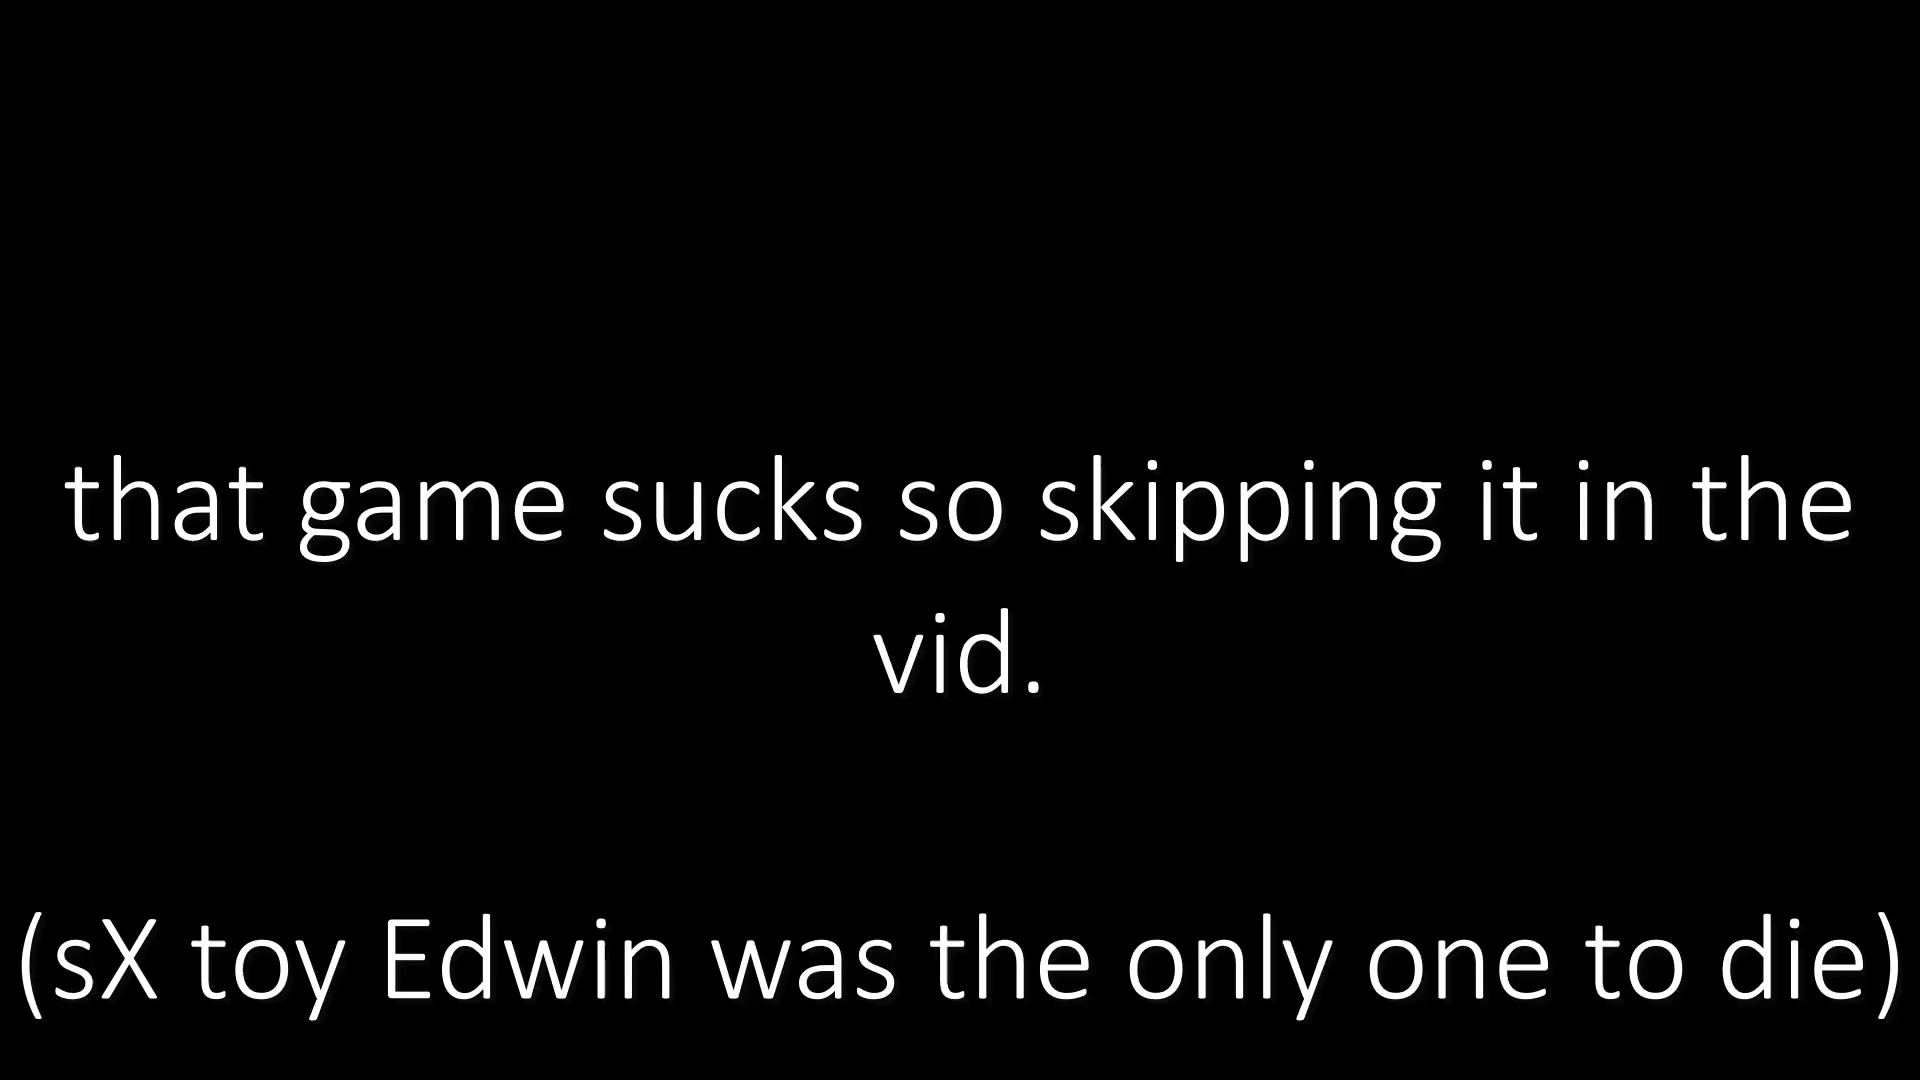 that game sucks so skipping it in the
vid.
(sX toy Edwin was the only one to die)